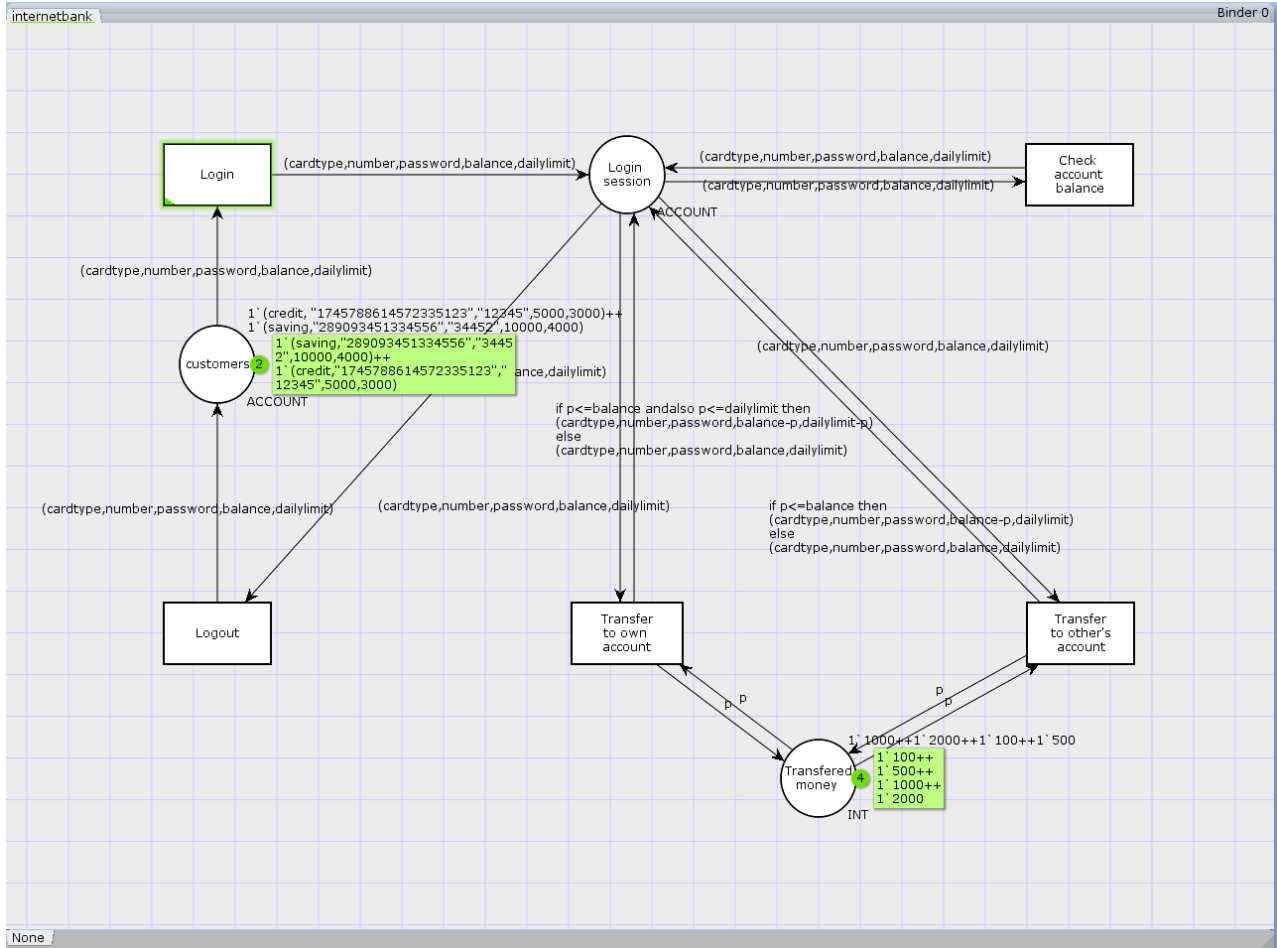 internetbank
Binder 0
Login
(cardtype,number,password,balance,dailylimit)
Login
session
ACCOUNT
(cardtype,number,password,balance,dailylimit)
(cardtype,number,password,balance,dailylimit)
Check
account
balance
(cardtype,number,password,balance,dailylimit)
1`(credit, "1745788614572335123","12345",5000,3000)++
1`(saving,"289093451334556","34452",10000,4000)
customers
2
1`(saving,"289093451334556","3445
2",10000,4000)++
1`(credit,"1745788614572335123","
12345",5000,3000)
ance,dailylimit)
ACCOUNT
(cardtype,number,password,balance,dailylimit)
if p<=balance andalso p<=dailylimit then
(cardtype,number,password,balance-p,dailylimit-p)
else
(cardtype,number,password,balance,dailylimit)
(cardtype,number,password,balance,dailylimit)
(cardtype,number,password,balance,dailylimit)
if p<=balance then
(cardtype,number,password,balance-p,dailylimit)
else
(cardtype,number,password,balance,dailylimit)
Logout
Transfer
to own
account
Transfer
to other's
account
p
p
p
p
1`1000++1`2000++1`100++1`500
Transfered
money
4
1`100++
1`500++
1`1000++
1`2000
INT
None